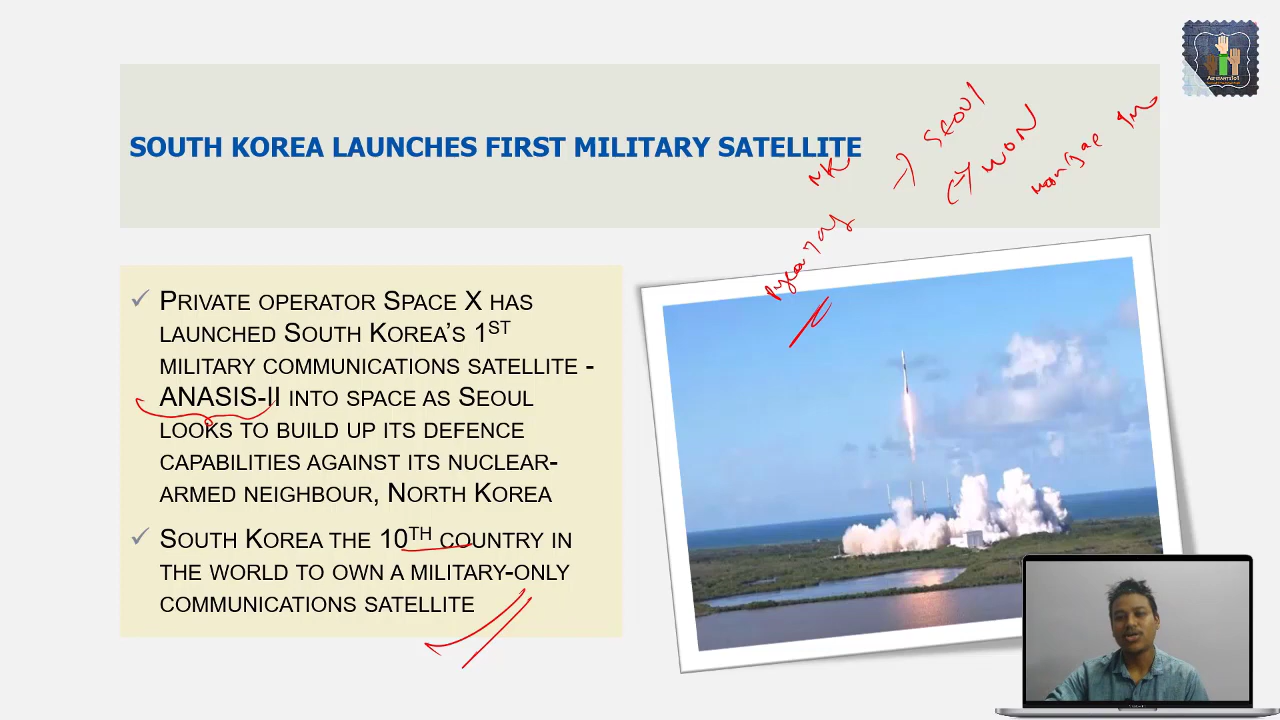 SOUTH KOREA LAUNCHES FIRST MILITARY SATELLITE
→ SEOUL
(→) WON
NK
PRIVATE OPERATOR SPACE X HAS
LAUNCHED SOUTH KOREA'S 1ST
MILITARY COMMUNICATIONS SATELLITE -
ANASIS-II INTO SPACE AS SEOUL
LOOKS TO BUILD UP ITS DEFENCE
CAPABILITIES AGAINST ITS NUCLEAR-
ARMED NEIGHBOUR, NORTH KOREA
SOUTH KOREA THE 10TH COUNTRY IN
THE WORLD TO OWN A MILITARY-ONLY
COMMUNICATIONS SATELLITE